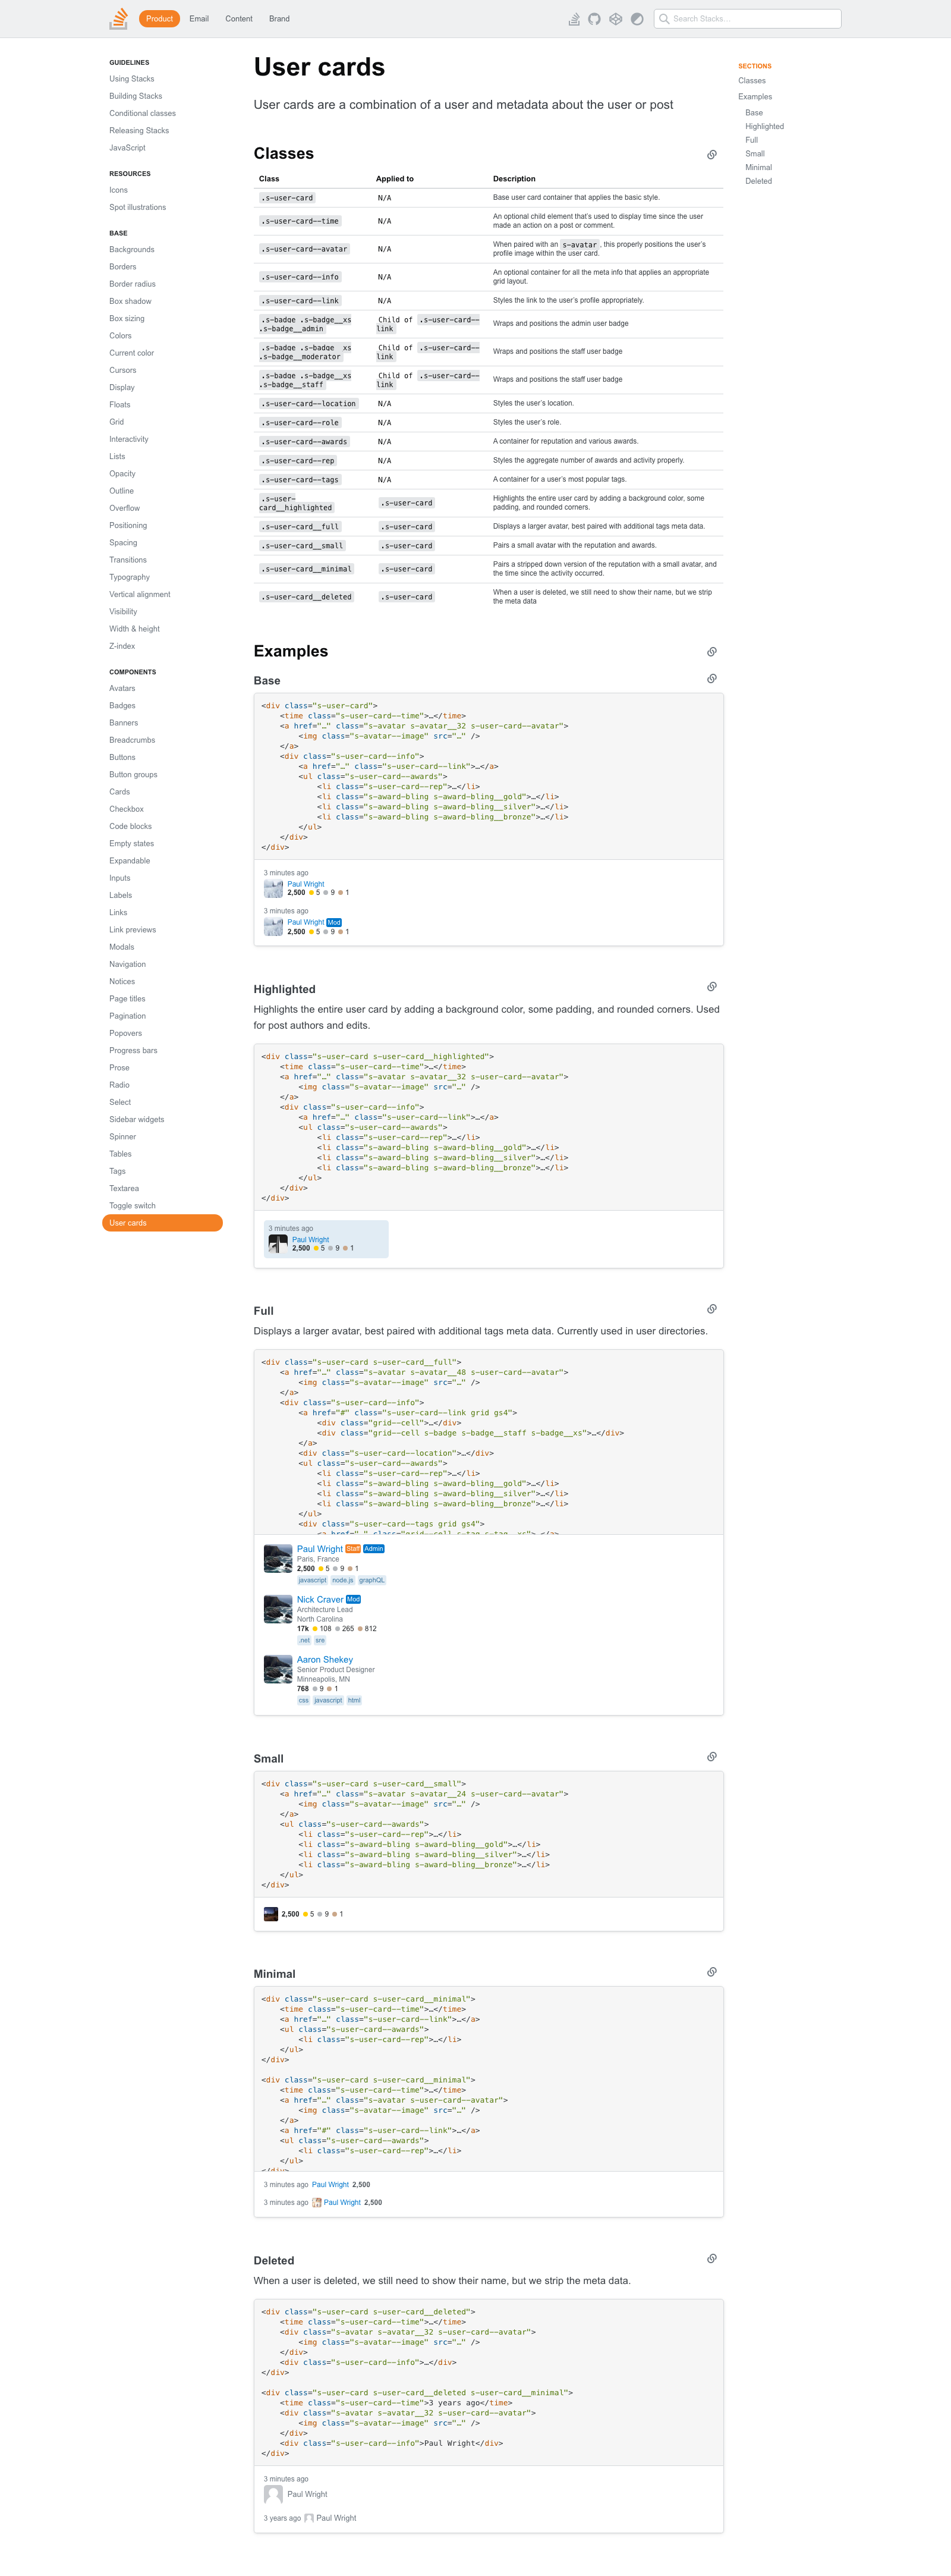 Product Email Content Brand
Search Stacks…
GUIDELINES
Using Stacks
Building Stacks
Conditional classes
Releasing Stacks
JavaScript
RESOURCES
Icons
Spot illustrations
BASE
Backgrounds
Borders
Border radius
Box shadow
Box sizing
Colors
Current color
Cursors
Display
Floats
Grid
Interactivity
Lists
Opacity
Outline
Overflow
Positioning
Spacing
Transitions
Typography
Vertical alignment
Visibility
Width & height
Z-index
COMPONENTS
Avatars
Badges
Banners
Breadcrumbs
Buttons
Button groups
Cards
Checkbox
Code blocks
Empty states
Expandable
Inputs
Labels
Links
Link previews
Modals
Navigation
Notices
Page titles
Pagination
Popovers
Progress bars
Prose
Radio
Select
Sidebar widgets
Spinner
Tables
Tags
Textarea
Toggle switch
User cards
User cards
User cards are a combination of a user and metadata about the user or post
Classes
Class Applied to Description
.s-user-card N/A Base user card container that applies the basic style.
.s-user-card--time N/A An optional child element that's used to display time since the user
made an action on a post or comment.
.s-user-card--avatar N/A When paired with an s-avatar, this properly positions the user's
profile image within the user card.
.s-user-card--info N/A An optional container for all the meta info that applies an appropriate
grid layout.
.s-user-card--link N/A Styles the link to the user's profile appropriately.
.s-badge .s-badge__xs Child of .s-user-card-- Wraps and positions the admin user badge
.s-badge__admin link
.s-badge .s-badge__xs Child of .s-user-card-- Wraps and positions the staff user badge
.s-badge__moderator link
.s-badge .s-badge__xs Child of .s-user-card-- Wraps and positions the staff user badge
.s-badge__staff link
.s-user-card--location N/A Styles the user's location.
.s-user-card--role N/A Styles the user's role.
.s-user-card--awards N/A A container for reputation and various awards.
.s-user-card--rep N/A Styles the aggregate number of awards and activity properly.
.s-user-card--tags N/A A container for a user's most popular tags.
.s-user- .s-user-card Highlights the entire user card by adding a background color, some
card__highlighted padding, and rounded corners.
.s-user-card__full .s-user-card Displays a larger avatar, best paired with additional tags meta data.
.s-user-card__small .s-user-card Pairs a small avatar with the reputation and awards.
.s-user-card__minimal .s-user-card Pairs a stripped down version of the reputation with a small avatar, and
the time since the activity occurred.
.s-user-card__deleted .s-user-card When a user is deleted, we still need to show their name, but we strip
the meta data
Examples
Base
<div class="s-user-card">
<time class="s-user-card--time">…</time>
<a href="…" class="s-avatar s-avatar__32 s-user-card--avatar">
<img class="s-avatar--image" src="…" />
</a>
<div class="s-user-card--info">
<a href="…" class="s-user-card--link">…</a>
<ul class="s-user-card--awards">
<li class="s-user-card--rep">…</li>
<li class="s-award-bling s-award-bling__gold">…</li>
<li class="s-award-bling s-award-bling__silver">…</li>
<li class="s-award-bling s-award-bling__bronze">…</li>
</ul>
</div>
</div>
3 minutes ago
Paul Wright
2,500 5 9 1
3 minutes ago
Paul Wright Mod
2,500 5 9 1
Highlighted
Highlights the entire user card by adding a background color, some padding, and rounded corners. Used
for post authors and edits.
<div class="s-user-card s-user-card__highlighted">
<time class="s-user-card--time">…</time>
<a href="…" class="s-avatar s-avatar__32 s-user-card--avatar">
<img class="s-avatar--image" src="…" />
</a>
<div class="s-user-card--info">
<a href="…" class="s-user-card--link">…</a>
<ul class="s-user-card--awards">
<li class="s-user-card--rep">…</li>
<li class="s-award-bling s-award-bling__gold">…</li>
<li class="s-award-bling s-award-bling__silver">…</li>
<li class="s-award-bling s-award-bling__bronze">…</li>
</ul>
</div>
</div>
3 minutes ago
Paul Wright
2,500 5 9 1
Full
Displays a larger avatar, best paired with additional tags meta data. Currently used in user directories.
<div class="s-user-card s-user-card__full">
<a href="…" class="s-avatar s-avatar__48 s-user-card--avatar">
<img class="s-avatar--image" src="…" />
</a>
<div class="s-user-card--info">
<a href="#" class="s-user-card--link grid gs4">
<div class="grid--cell">…</div>
<div class="grid--cell s-badge s-badge__staff s-badge__xs">…</div>
</a>
<div class="s-user-card--location">…</div>
<ul class="s-user-card--awards">
<li class="s-user-card--rep">…</li>
<li class="s-award-bling s-award-bling__gold">…</li>
<li class="s-award-bling s-award-bling__silver">…</li>
<li class="s-award-bling s-award-bling__bronze">…</li>
</ul>
<div class="s-user-card--tags grid gs4">
Paul Wright Staff Admin
Paris, France
2,500 5 9 1
javascript node.js graphQL
Nick Craver Mod
Architecture Lead
North Carolina
17k 108 265 812
.net sre
Aaron Shekey
Senior Product Designer
Minneapolis, MN
768 9 1
css javascript html
Small
<div class="s-user-card s-user-card__small">
<a href="…" class="s-avatar s-avatar__24 s-user-card--avatar">
<img class="s-avatar--image" src="…" />
</a>
<ul class="s-user-card--awards">
<li class="s-user-card--rep">…</li>
<li class="s-award-bling s-award-bling__gold">…</li>
<li class="s-award-bling s-award-bling__silver">…</li>
<li class="s-award-bling s-award-bling__bronze">…</li>
</ul>
</div>
2,500 5 9 1
Minimal
<div class="s-user-card s-user-card__minimal">
<time class="s-user-card--time">…</time>
<a href="…" class="s-user-card--link">…</a>
<ul class="s-user-card--awards">
<li class="s-user-card--rep">…</li>
</ul>
</div>
<div class="s-user-card s-user-card__minimal">
<time class="s-user-card--time">…</time>
<a href="…" class="s-avatar s-user-card--avatar">
<img class="s-avatar--image" src="…" />
</a>
<a href="#" class="s-user-card--link">…</a>
<ul class="s-user-card--awards">
<li class="s-user-card--rep">…</li>
</ul>
</div>
3 minutes ago Paul Wright 2,500
3 minutes ago Paul Wright 2,500
Deleted
When a user is deleted, we still need to show their name, but we strip the meta data.
<div class="s-user-card s-user-card__deleted">
<time class="s-user-card--time">…</time>
<div class="s-avatar s-avatar__32 s-user-card--avatar">
<img class="s-avatar--image" src="…" />
</div>
<div class="s-user-card--info">…</div>
</div>
<div class="s-user-card s-user-card__deleted s-user-card__minimal">
<time class="s-user-card--time">3 years ago</time>
<div class="s-avatar s-avatar__32 s-user-card--avatar">
<img class="s-avatar--image" src="…" />
</div>
<div class="s-user-card--info">Paul Wright</div>
</div>
3 minutes ago
Paul Wright
3 years ago Paul Wright
SECTIONS
Classes
Examples
Base
Highlighted
Full
Small
Minimal
Deleted